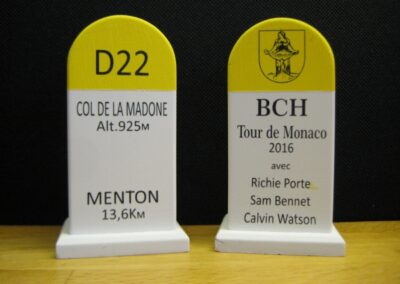 D22
COL DE LA MADONE
Alt.925M
MENTON
13,6KM
BCH
Tour de Monaco
2016
avec
Richie Porte
Sam Bennet
Calvin Watson